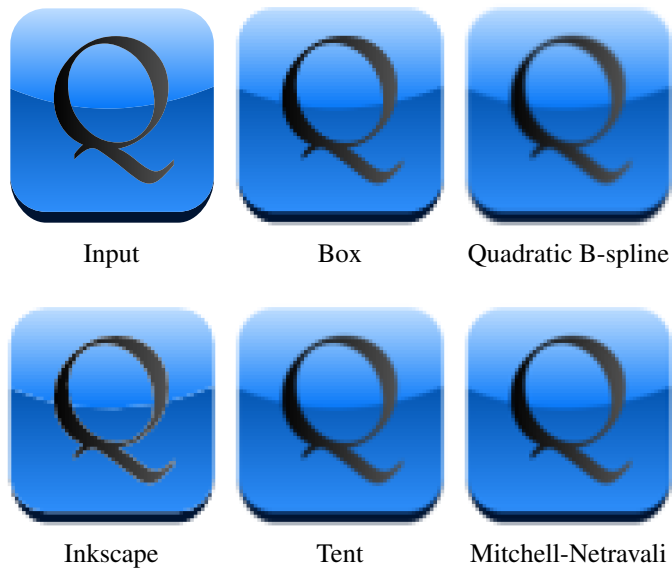 Q Q Q
Input Box Quadratic B-spline
Q Q Q
Inkscape Tent Mitchell-Netravali